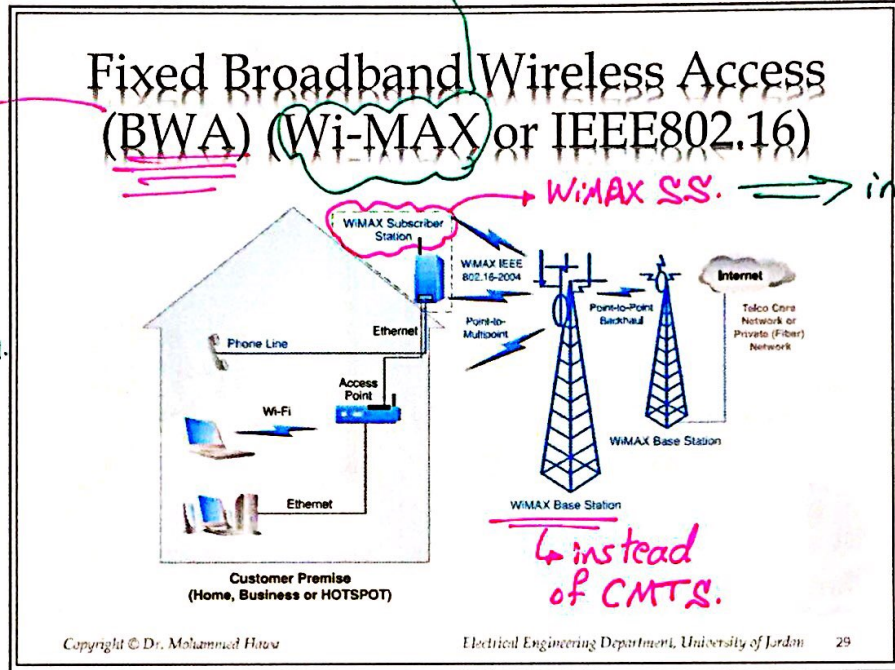 Fixed Broadband Wireless Access
(BWA) (Wi-MAX or IEEE802.16)
WiMAX S.S. ⟹ in
WiMAX Subscriber
Station
WiMAX IEEE
802.16-2004
Internet
Point-to-Point
Backhaul
Telco Core
Network or
Private (Fiber)
Network
Ethernet
Point-to-
Multipoint
Phone Line
Access
Point
Wi-Fi
WiMAX Base Station
Ethernet
WiMAX Base Station
↳ instead
of CMTS.
Customer Premise
(Home, Business or HOTSPOT)
Copyright © Dr. Mohammed Hawa
Electrical Engineering Department, University of Jordan 29